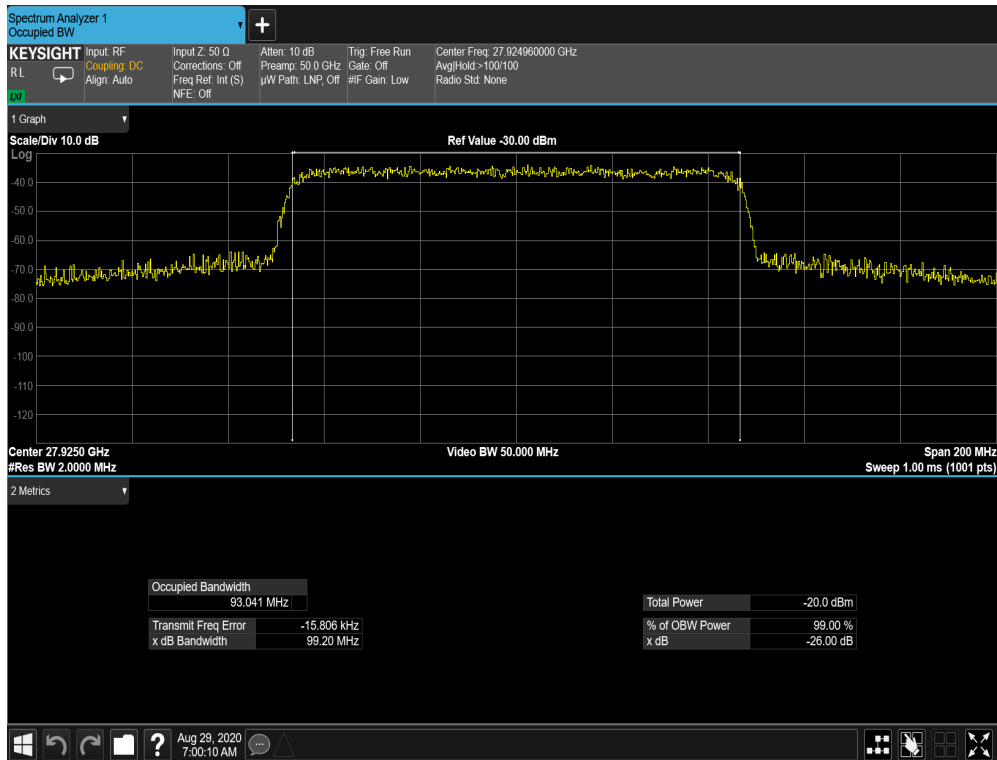 Spectrum Analyzer 1
Occupied BW
+
KEYSIGHT Input: RF Input Z: 50 Ω Atten: 10 dB Trig: Free Run Center Freq: 27.924960000 GHz
RL Coupling: DC Corrections: Off Preamp: 50.0 GHz Gate: Off Avg|Hold:>100/100
Align: Auto Freq Ref: Int (S) µW Path: LNP, Off #IF Gain: Low Radio Std: None
NFE: Off
LXI
1 Graph
Scale/Div 10.0 dB Ref Value -30.00 dBm
Log
-40.0
-50.0
-60.0
-70.0
-80.0
-90.0
-100
-110
-120
Center 27.9250 GHz Video BW 50.000 MHz Span 200 MHz
#Res BW 2.0000 MHz Sweep 1.00 ms (1001 pts)
2 Metrics
Occupied Bandwidth
93.041 MHz Total Power -20.0 dBm
Transmit Freq Error -15.806 kHz % of OBW Power 99.00 %
x dB Bandwidth 99.20 MHz x dB -26.00 dB
? Aug 29, 2020
7:00:10 AM